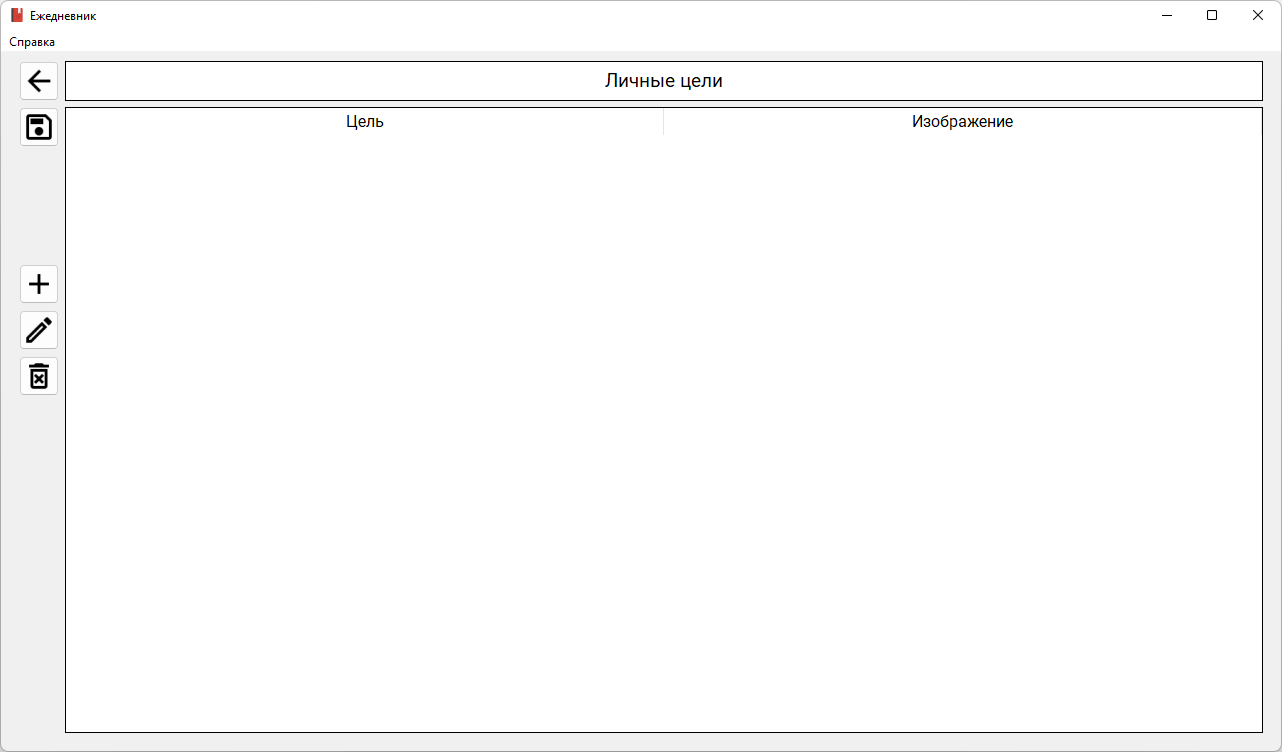 Ежедневник
Справка
Личные цели
Цель Изображение